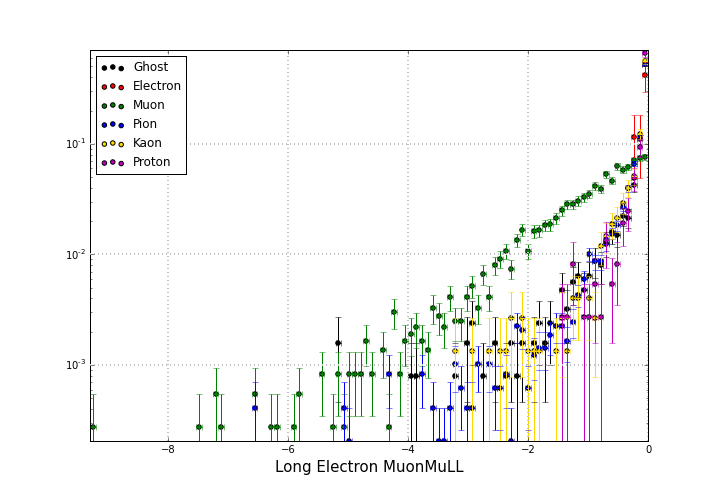 Ghost
Electron
Muon
Pion
Kaon
Proton
10^-1
10^-2
10^-3
−8 −6 −4 −2 0
Long Electron MuonMuLL